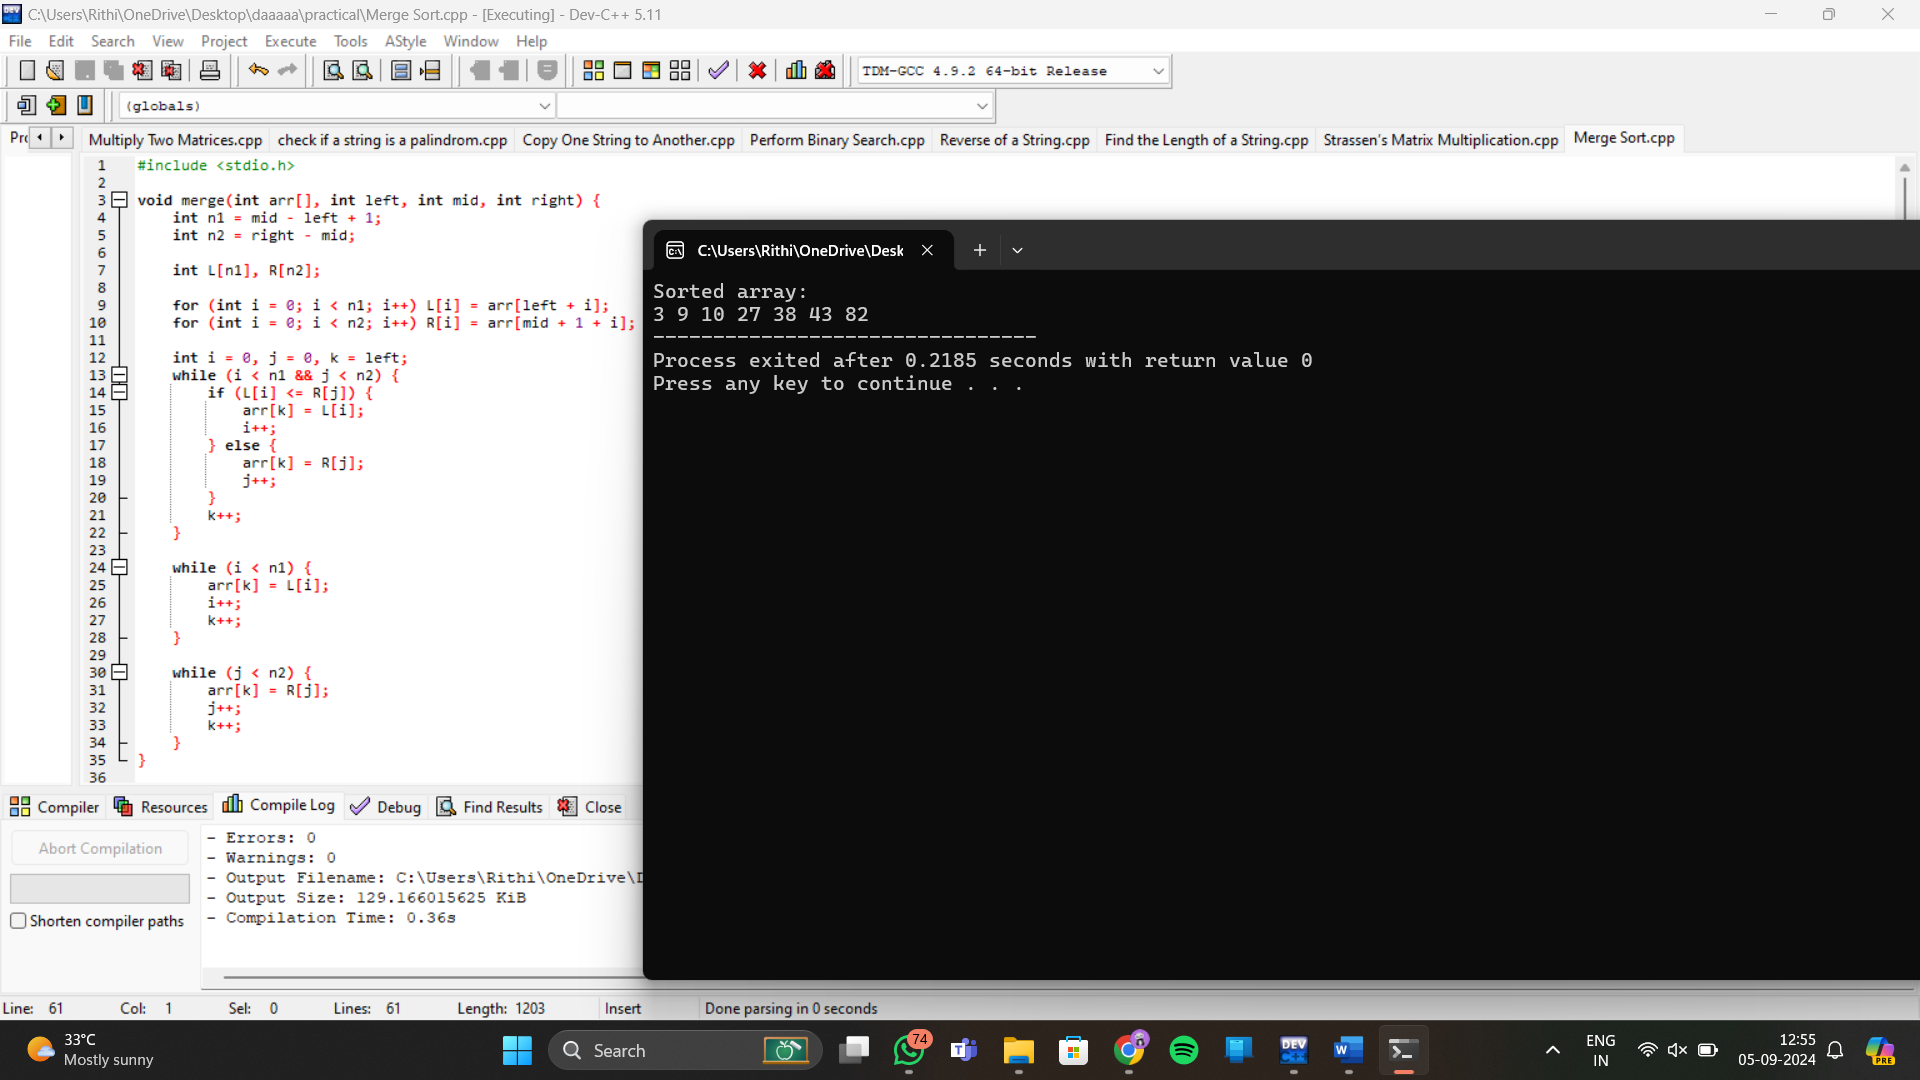 C:\Users\Rithi\OneDrive\Desktop\daaaaa\practical\Merge Sort.cpp - [Executing] - Dev-C++ 5.11
File Edit Search View Project Execute Tools AStyle Window Help
TDM-GCC 4.9.2 64-bit Release
(globals)
Multiply Two Matrices.cpp check if a string is a palindrom.cpp Copy One String to Another.cpp Perform Binary Search.cpp Reverse of a String.cpp Find the Length of a String.cpp Strassen's Matrix Multiplication.cpp Merge Sort.cpp
1 #include <stdio.h>
2
3 void merge(int arr[], int left, int mid, int right) {
4 int n1 = mid - left + 1;
5 int n2 = right - mid;
6
7 int L[n1], R[n2];
8
9 for (int i = 0; i < n1; i++) L[i] = arr[left + i];
10 for (int i = 0; i < n2; i++) R[i] = arr[mid + 1 + i];
11
12 int i = 0, j = 0, k = left;
13 while (i < n1 && j < n2) {
14 if (L[i] <= R[j]) {
15 arr[k] = L[i];
16 i++;
17 } else {
18 arr[k] = R[j];
19 j++;
20 }
21 k++;
22 }
23
24 while (i < n1) {
25 arr[k] = L[i];
26 i++;
27 k++;
28 }
29
30 while (j < n2) {
31 arr[k] = R[j];
32 j++;
33 k++;
34 }
35 }
36
C:\Users\Rithi\OneDrive\Desk
Sorted array:
3 9 10 27 38 43 82
--------------------------------
Process exited after 0.2185 seconds with return value 0
Press any key to continue . . .
Compiler Resources Compile Log Debug Find Results Close
Abort Compilation
Shorten compiler paths
- Errors: 0
- Warnings: 0
- Output Filename: C:\Users\Rithi\OneDrive\
- Output Size: 129.166015625 KiB
- Compilation Time: 0.36s
Line: 61 Col: 1 Sel: 0 Lines: 61 Length: 1203 Insert Done parsing in 0 seconds
33°C
Mostly sunny
Search
74
DEV
ENG
IN
12:55
05-09-2024
PRE